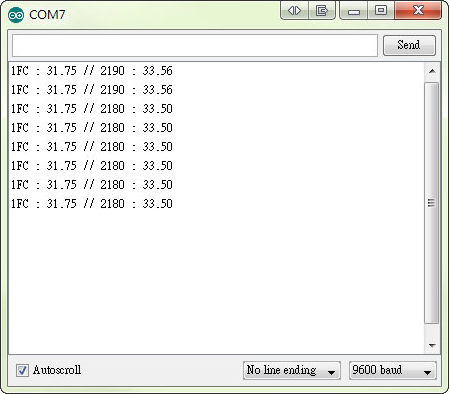 COM7
Send
1FC : 31.75 // 2190 : 33.56
1FC : 31.75 // 2190 : 33.56
1FC : 31.75 // 2180 : 33.50
1FC : 31.75 // 2180 : 33.50
1FC : 31.75 // 2180 : 33.50
1FC : 31.75 // 2180 : 33.50
1FC : 31.75 // 2180 : 33.50
1FC : 31.75 // 2180 : 33.50
Autoscroll
No line ending
9600 baud